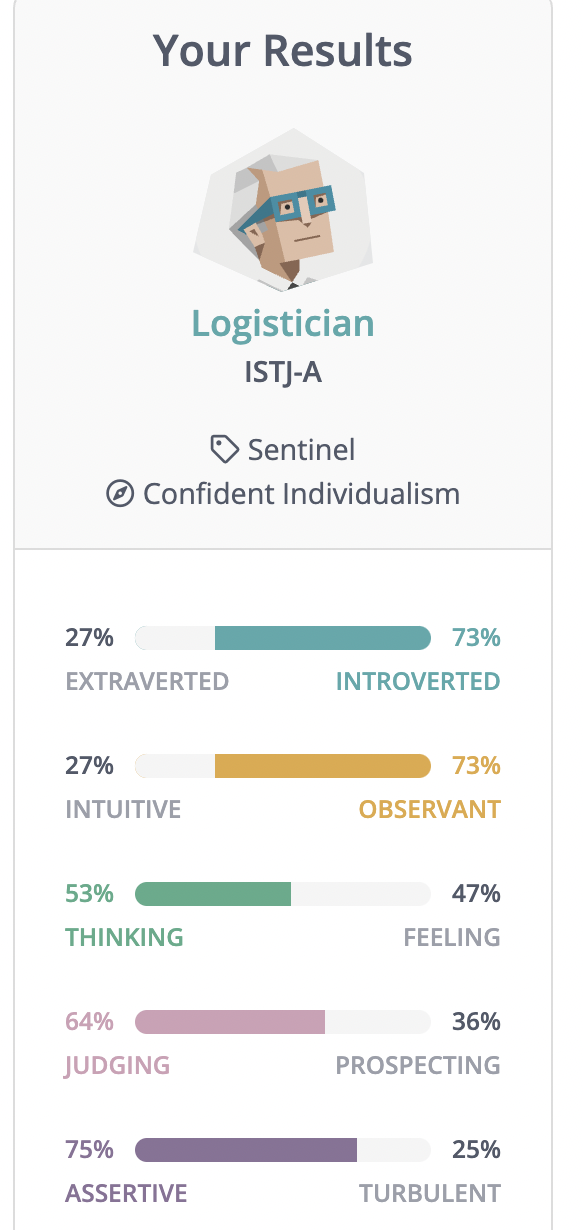 Your Results
Logistician
ISTJ-A
Sentinel
Confident Individualism
27% 73%
EXTRAVERTED INTROVERTED
27% 73%
INTUITIVE OBSERVANT
53% 47%
THINKING FEELING
64% 36%
JUDGING PROSPECTING
75% 25%
ASSERTIVE TURBULENT